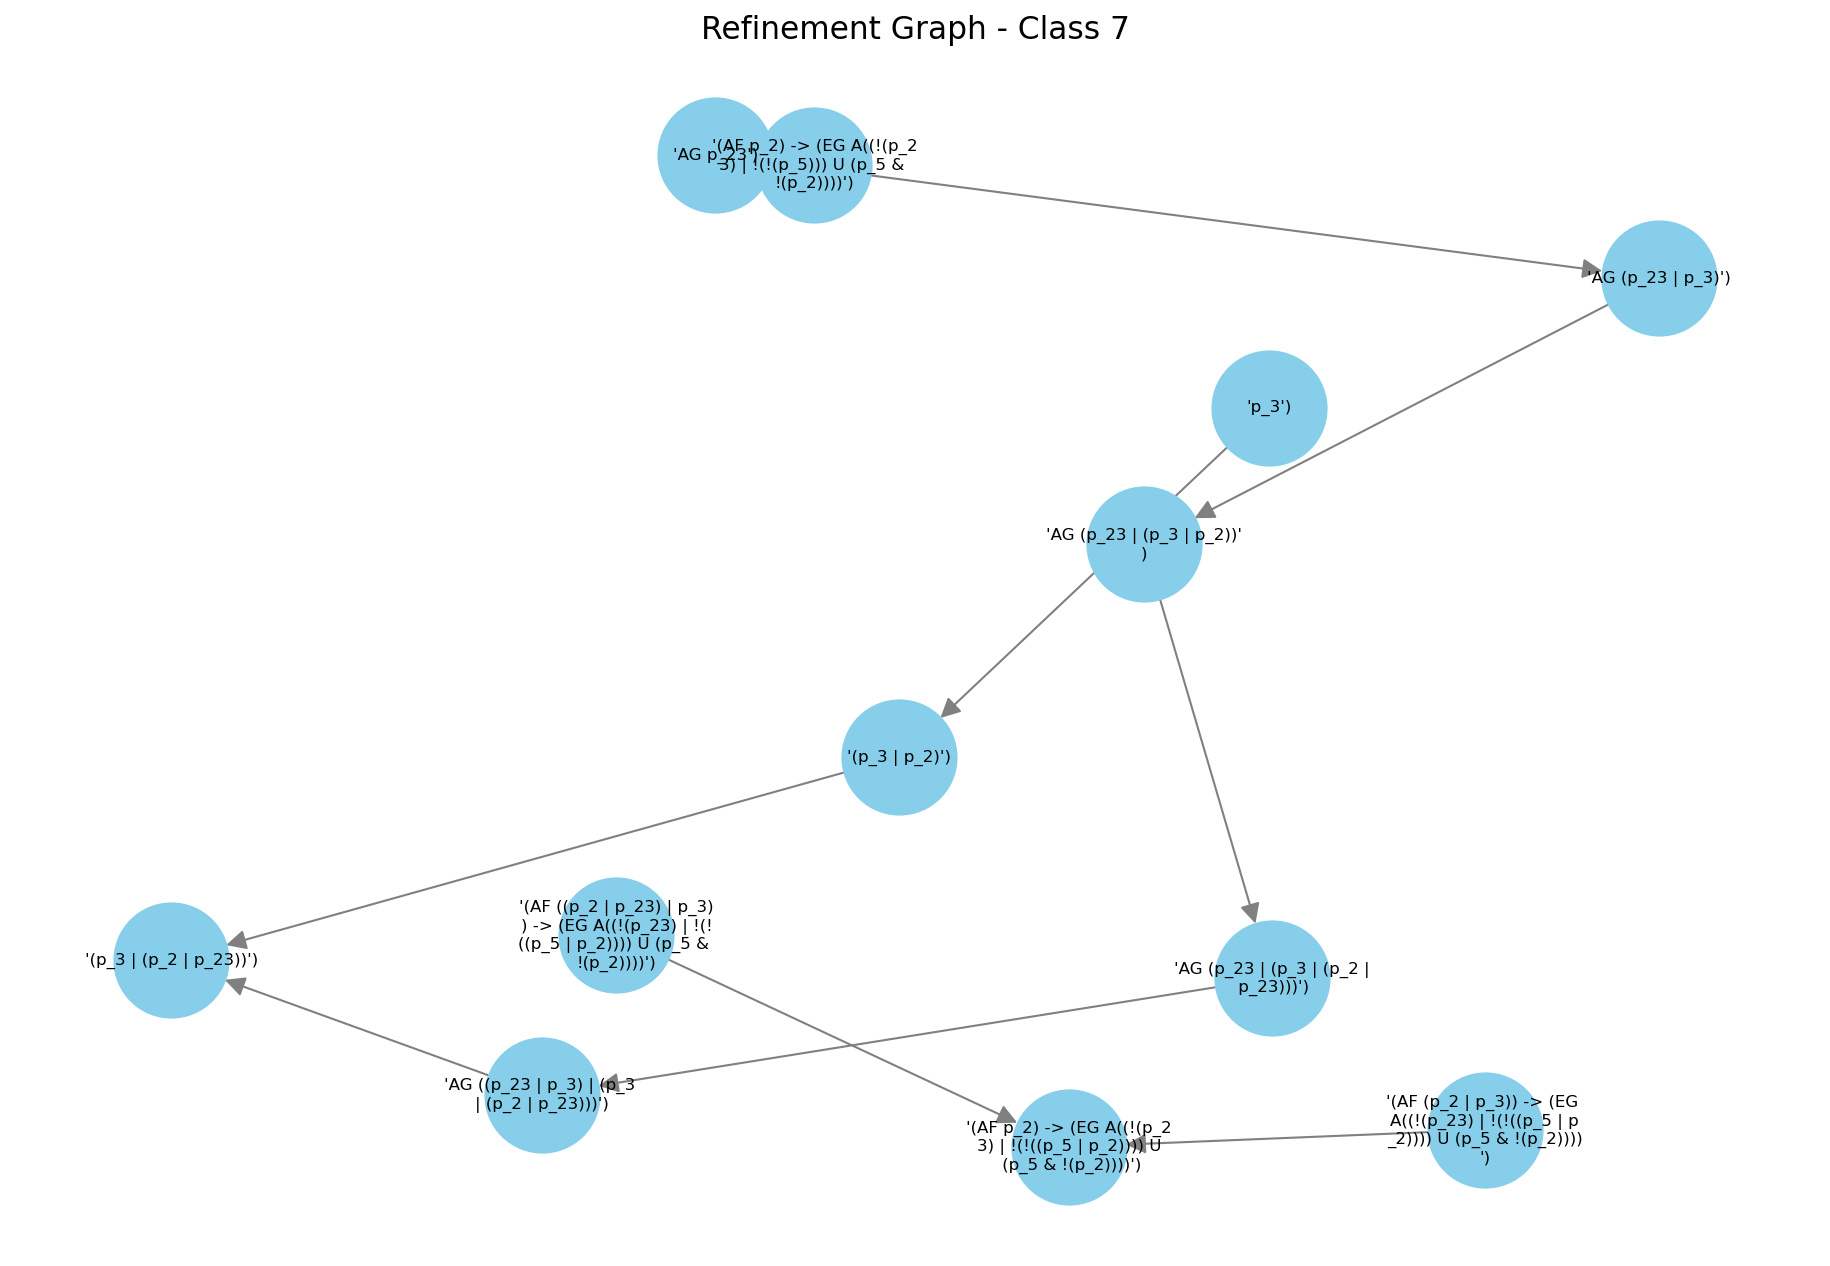 Refinement Graph - Class 7
'AG p_23')
'(AF p_2) -> (EG A((!(p_2
3) | !(!(p_5))) U (p_5 &
!(p_2))))')
'AG (p_23 | p_3)')
'p_3')
'AG (p_23 | (p_3 | p_2))'
)
'(p_3 | p_2)')
'(AF ((p_2 | p_23) | p_3)
) -> (EG A((!(p_23) | !(!
((p_5 | p_2)))) U (p_5 &
!(p_2))))')
'(p_3 | (p_2 | p_23))')
'AG (p_23 | (p_3 | (p_2 |
p_23)))')
'AG ((p_23 | p_3) | (p_3
| (p_2 | p_23)))')
'(AF p_2) -> (EG A((!(p_2
3) | !(!((p_5 | p_2)))) U
(p_5 & !(p_2))))')
'(AF (p_2 | p_3)) -> (EG
A((!(p_23) | !(!((p_5 | p
_2)))) U (p_5 & !(p_2))))
')